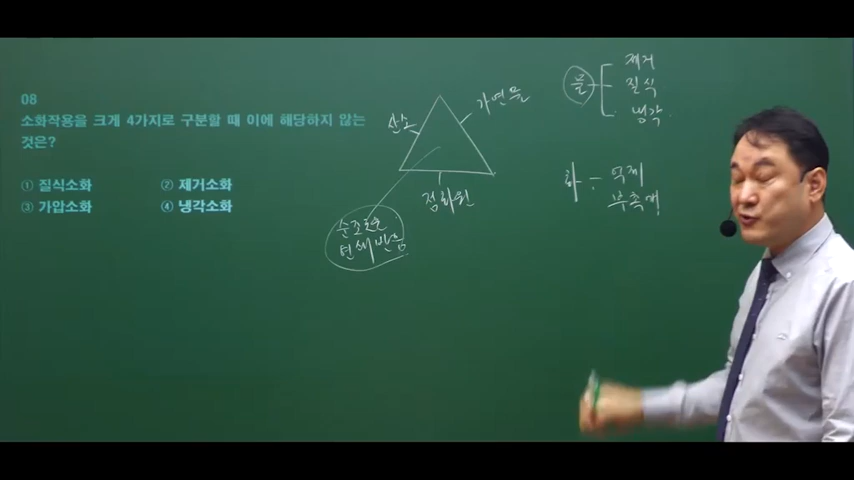 08
소화작용을 크게 4가지로 구분할 때 이에 해당하지 않는
것은?
① 질식소화 ② 제거소화
③ 가압소화 ④ 냉각소화
산소
가연물
점화원
순조로운
연쇄반응
물
제거
질식
냉각
화 : 억제
부촉매